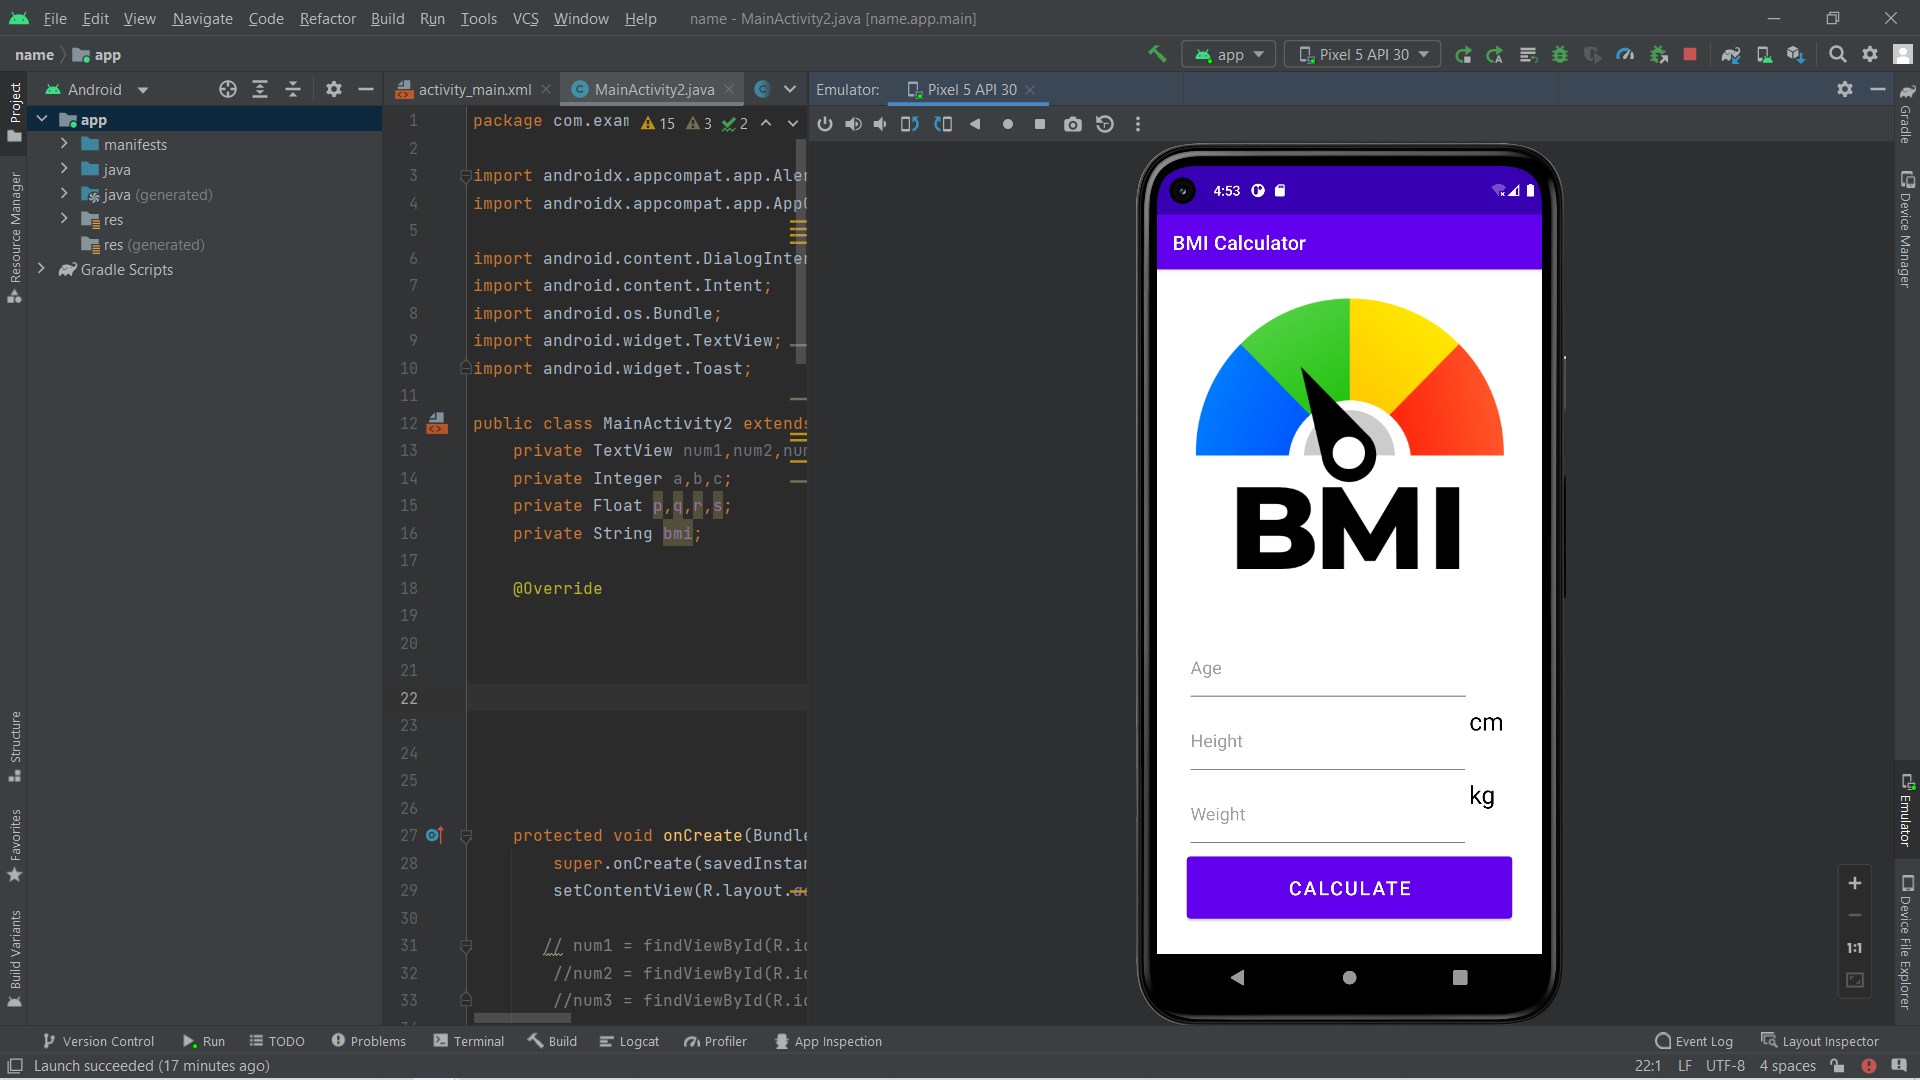 File Edit View Navigate Code Refactor Build Run Tools VCS Window Help name - MainActivity2.java [name.app.main]
name app
app Pixel 5 API 30
Android
activity_main.xml MainActivity2.java
Emulator: Pixel 5 API 30
Project
Resource Manager
Structure
Favorites
Build Variants
app
manifests
java
java (generated)
res
res (generated)
Gradle Scripts
15 3 2
1 package com.exam
2
3 import androidx.appcompat.app.Aler
4 import androidx.appcompat.app.AppC
5
6 import android.content.DialogInter
7 import android.content.Intent;
8 import android.os.Bundle;
9 import android.widget.TextView;
10 import android.widget.Toast;
11
12 public class MainActivity2 extends
13 private TextView num1,num2,num
14 private Integer a,b,c;
15 private Float p,q,r,s;
16 private String bmi;
17
18 @Override
19
20
21
22
23
24
25
26
27 protected void onCreate(Bundle
28 super.onCreate(savedInstan
29 setContentView(R.layout.ac
30
31 // num1 = findViewById(R.id
32 //num2 = findViewById(R.id
33 //num3 = findViewById(R.id
4:53
BMI Calculator
BMI
Age
cm
Height
kg
Weight
CALCULATE
1:1
Gradle
Device Manager
Emulator
Device File Explorer
Version Control Run TODO Problems Terminal Build Logcat Profiler App Inspection Event Log Layout Inspector
Launch succeeded (17 minutes ago) 22:1 LF UTF-8 4 spaces